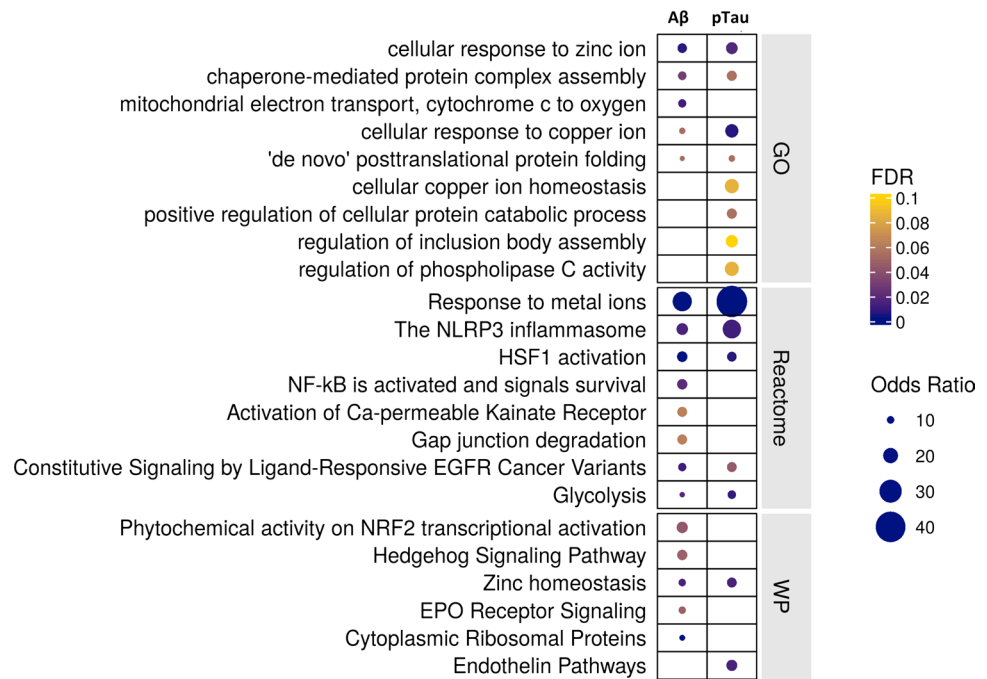 Aβ pTau
cellular response to zinc ion
chaperone-mediated protein complex assembly
mitochondrial electron transport, cytochrome c to oxygen
cellular response to copper ion
'de novo' posttranslational protein folding
cellular copper ion homeostasis
positive regulation of cellular protein catabolic process
regulation of inclusion body assembly
regulation of phospholipase C activity
GO
Response to metal ions
The NLRP3 inflammasome
HSF1 activation
NF-kB is activated and signals survival
Activation of Ca-permeable Kainate Receptor
Gap junction degradation
Constitutive Signaling by Ligand-Responsive EGFR Cancer Variants
Glycolysis
Reactome
Phytochemical activity on NRF2 transcriptional activation
Hedgehog Signaling Pathway
Zinc homeostasis
EPO Receptor Signaling
Cytoplasmic Ribosomal Proteins
Endothelin Pathways
WP
FDR
0.1
0.08
0.06
0.04
0.02
0
Odds Ratio
10
20
30
40